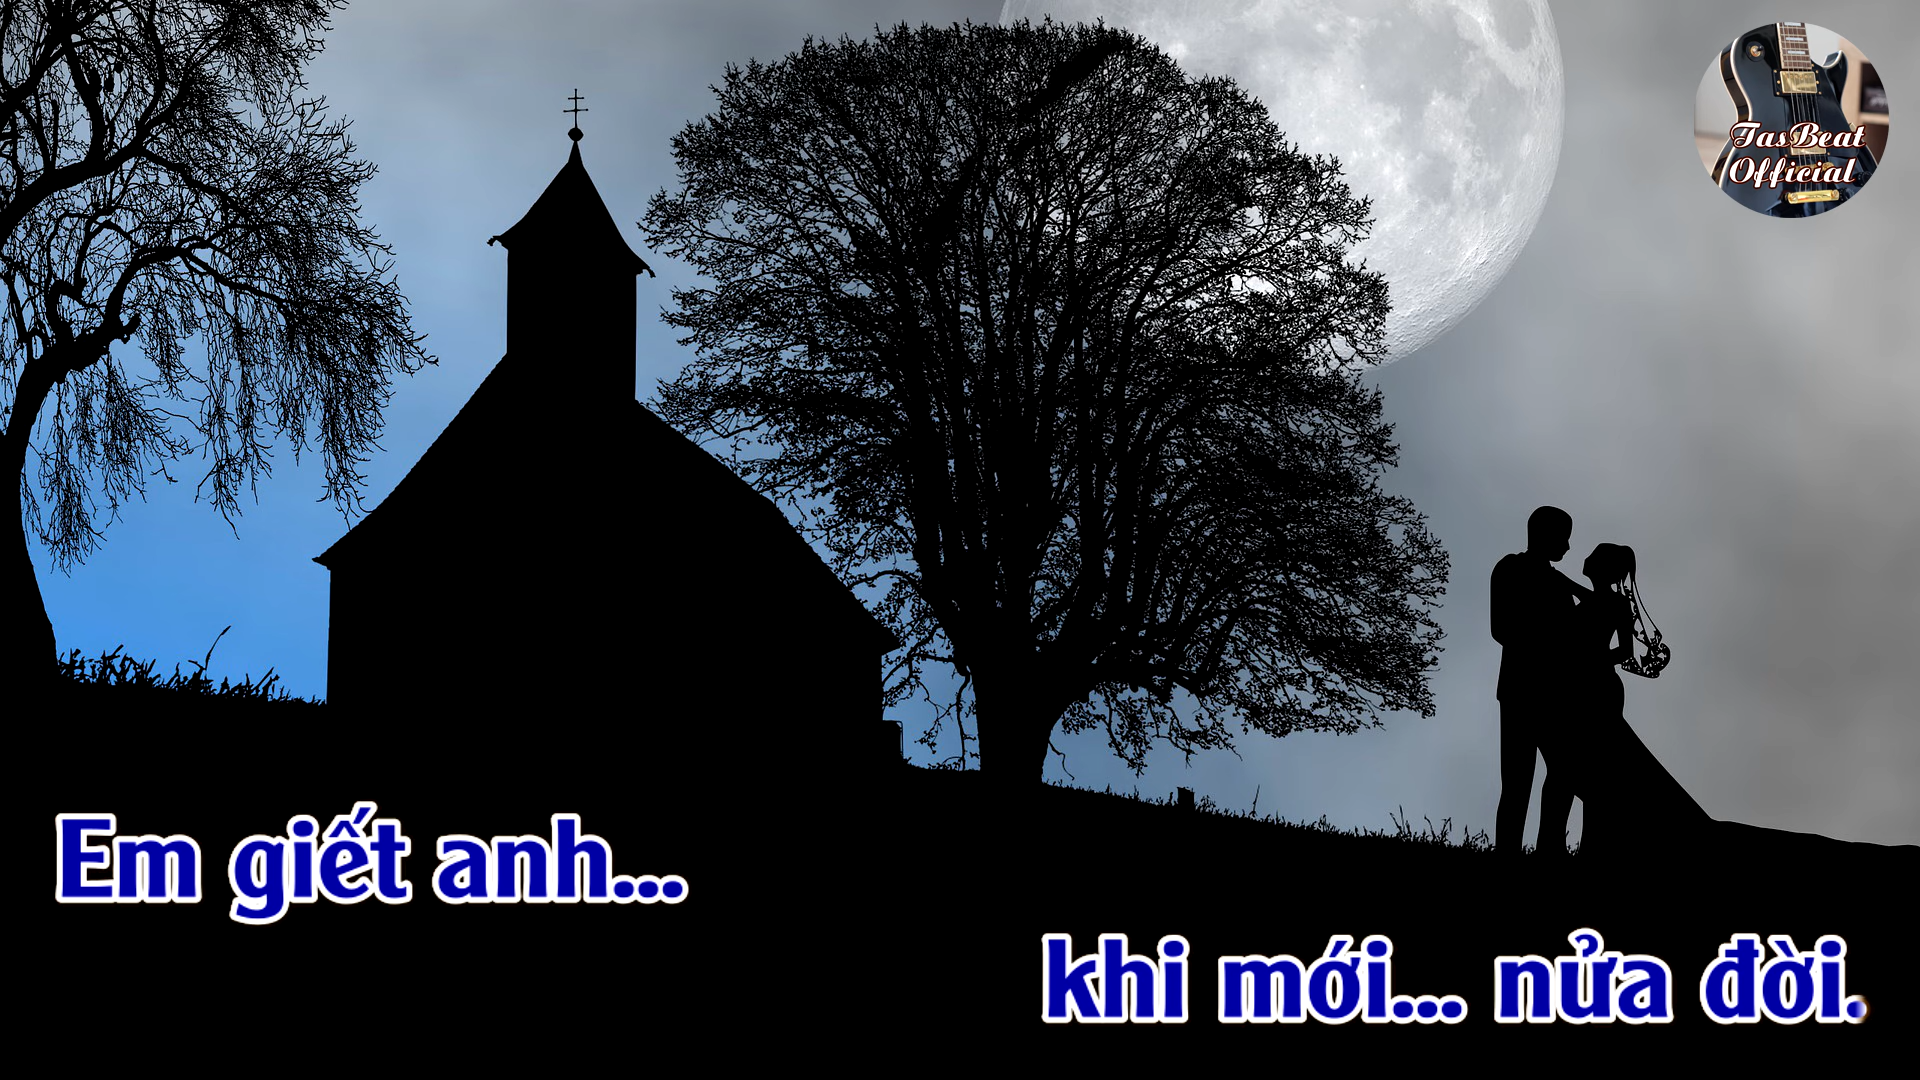 TasBeat
Official
Em giết anh...
khi mới... nửa đời.